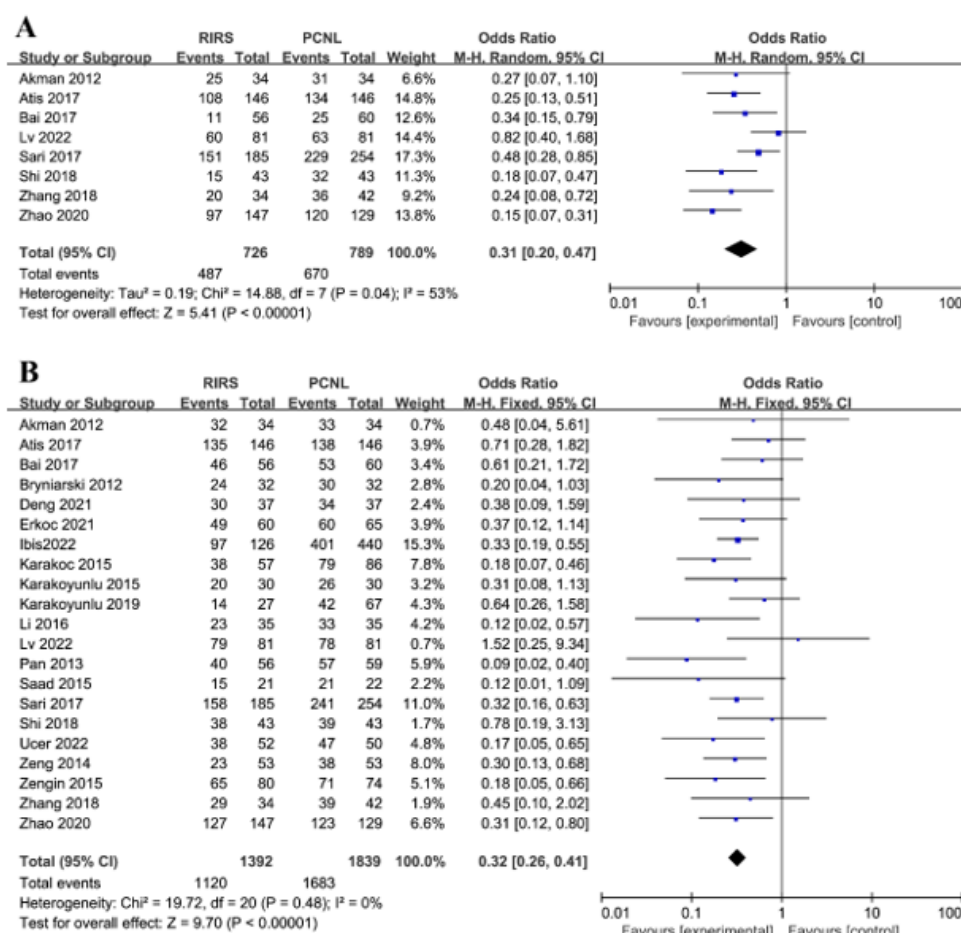 A
RIRS PCNL Odds Ratio Odds Ratio
Study or Subgroup Events Total Events Total Weight M-H. Random. 95% CI M-H. Random. 95% CI
Akman 2012 25 34 31 34 6.6% 0.27 [0.07, 1.10]
Atis 2017 108 146 134 146 14.8% 0.25 [0.13, 0.51]
Bai 2017 11 56 25 60 12.6% 0.34 [0.15, 0.79]
Lv 2022 60 81 63 81 14.4% 0.82 [0.40, 1.68]
Sari 2017 151 185 229 254 17.3% 0.48 [0.28, 0.85]
Shi 2018 15 43 32 43 11.3% 0.18 [0.07, 0.47]
Zhang 2018 20 34 36 42 9.2% 0.24 [0.08, 0.72]
Zhao 2020 97 147 120 129 13.8% 0.15 [0.07, 0.31]
Total (95% CI) 726 789 100.0% 0.31 [0.20, 0.47]
Total events 487 670
Heterogeneity: Tau² = 0.19; Chi² = 14.88, df = 7 (P = 0.04); I² = 53%
Test for overall effect: Z = 5.41 (P < 0.00001)
0.01 0.1 1 10 100
Favours [experimental] Favours [control]
B
RIRS PCNL Odds Ratio Odds Ratio
Study or Subgroup Events Total Events Total Weight M-H. Fixed. 95% CI M-H. Fixed. 95% CI
Akman 2012 32 34 33 34 0.7% 0.48 [0.04, 5.61]
Atis 2017 135 146 138 146 3.9% 0.71 [0.28, 1.82]
Bai 2017 46 56 53 60 3.4% 0.61 [0.21, 1.72]
Bryniarski 2012 24 32 30 32 2.8% 0.20 [0.04, 1.03]
Deng 2021 30 37 34 37 2.4% 0.38 [0.09, 1.59]
Erkoc 2021 49 60 60 65 3.9% 0.37 [0.12, 1.14]
Ibis2022 97 126 401 440 15.3% 0.33 [0.19, 0.55]
Karakoc 2015 38 57 79 86 7.8% 0.18 [0.07, 0.46]
Karakoyunlu 2015 20 30 26 30 3.2% 0.31 [0.08, 1.13]
Karakoyunlu 2019 14 27 42 67 4.3% 0.64 [0.26, 1.58]
Li 2016 23 35 33 35 4.2% 0.12 [0.02, 0.57]
Lv 2022 79 81 78 81 0.7% 1.52 [0.25, 9.34]
Pan 2013 40 56 57 59 5.9% 0.09 [0.02, 0.40]
Saad 2015 15 21 21 22 2.2% 0.12 [0.01, 1.09]
Sari 2017 158 185 241 254 11.0% 0.32 [0.16, 0.63]
Shi 2018 38 43 39 43 1.7% 0.78 [0.19, 3.13]
Ucer 2022 38 52 47 50 4.8% 0.17 [0.05, 0.65]
Zeng 2014 23 53 38 53 8.0% 0.30 [0.13, 0.68]
Zengin 2015 65 80 71 74 5.1% 0.18 [0.05, 0.66]
Zhang 2018 29 34 39 42 1.9% 0.45 [0.10, 2.02]
Zhao 2020 127 147 123 129 6.6% 0.31 [0.12, 0.80]
Total (95% CI) 1392 1839 100.0% 0.32 [0.26, 0.41]
Total events 1120 1683
Heterogeneity: Chi² = 19.72, df = 20 (P = 0.48); I² = 0%
Test for overall effect: Z = 9.70 (P < 0.00001)
0.01 0.1 1 10 100
Favours [experimental] Favours [control]